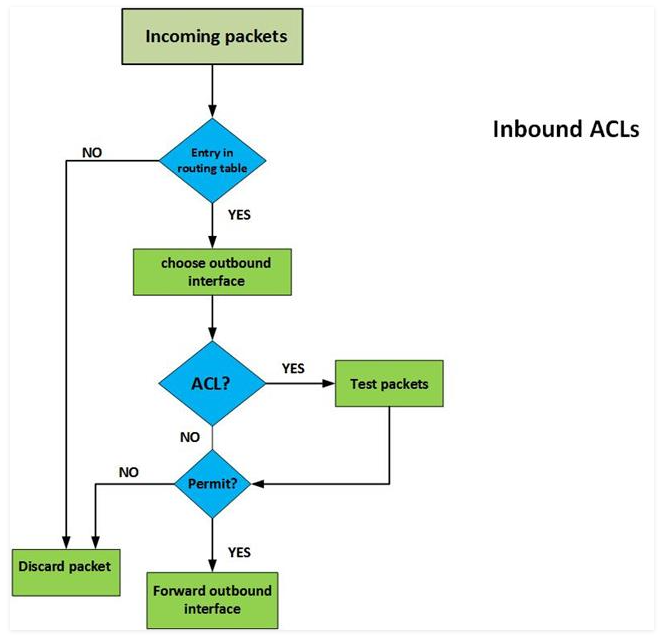 Incoming packets
Inbound ACLs
Entry in
routing table
NO
YES
choose outbound
interface
ACL?
YES
Test packets
NO
Permit?
NO
YES
Discard packet
Forward outbound
interface